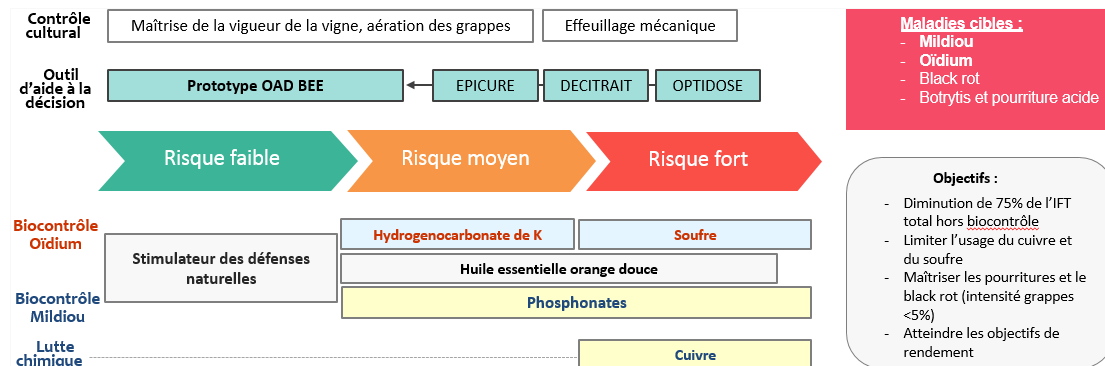 Contrôle
cultural
Maîtrise de la vigueur de la vigne, aération des grappes
Effeuillage mécanique
Outil
d'aide à la
décision
Prototype OAD BEE
EPICURE
DECITRAIT
OPTIDOSE
Risque faible
Risque moyen
Risque fort
Biocontrôle
Oïdium
Stimulateur des défenses
naturelles
Hydrogenocarbonate de K
Soufre
Huile essentielle orange douce
Biocontrôle
Mildiou
Phosphonates
Lutte
chimique
Cuivre
Maladies cibles :
- Mildiou
- Oïdium
- Black rot
- Botrytis et pourriture acide
Objectifs :
- Diminution de 75% de l'IFT
total hors biocontrôle
- Limiter l'usage du cuivre et
du soufre
- Maîtriser les pourritures et le
black rot (intensité grappes
<5%)
- Atteindre les objectifs de
rendement